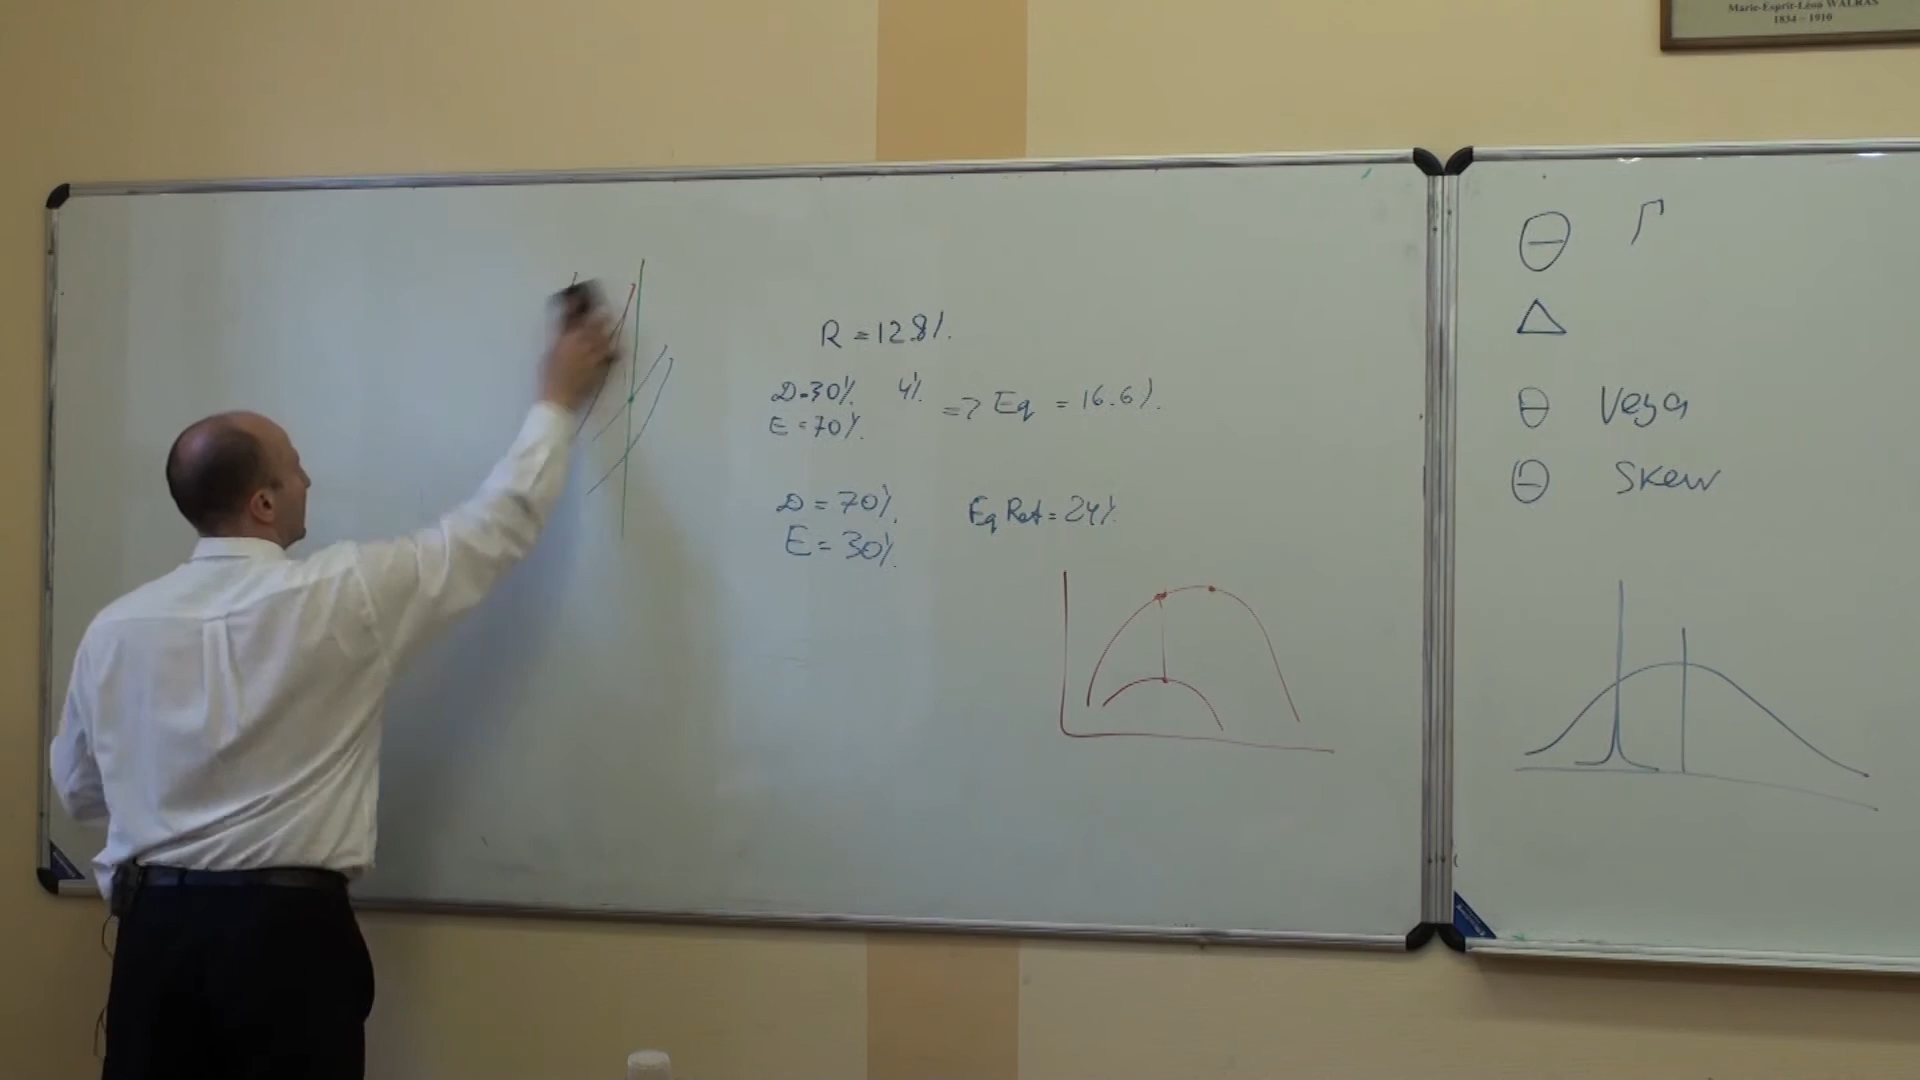 Marie-Esprit-Léon WALRAS
1834 – 1910
R = 12.8%.
D=30% 4%
E = 70%.
=> Eq = 16.6%.
D = 70%.
E = 30%.
Eq Ret = 24%
Θ Γ
Δ
Θ Vega
Θ Skew